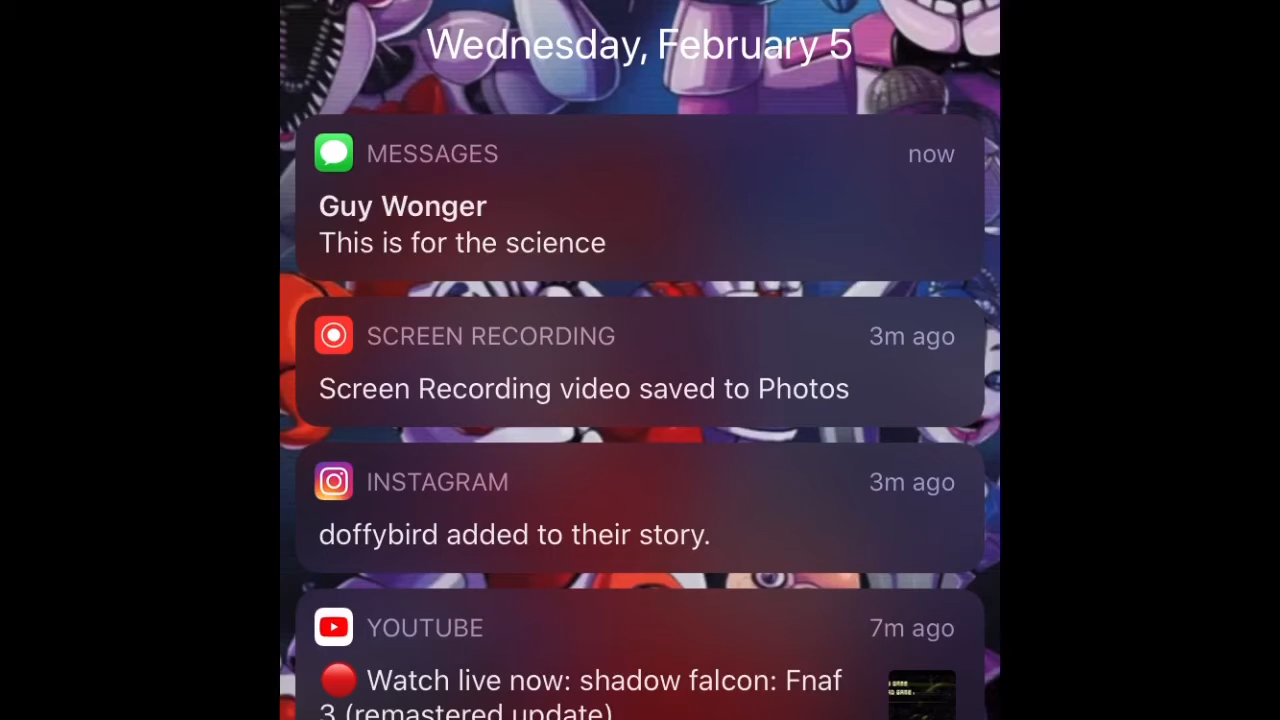 Wednesday, February 5
MESSAGES now
Guy Wonger
This is for the science
SCREEN RECORDING 3m ago
Screen Recording video saved to Photos
INSTAGRAM 3m ago
doffybird added to their story.
YOUTUBE 7m ago
🔴 Watch live now: shadow falcon: Fnaf
3 (remastered update)